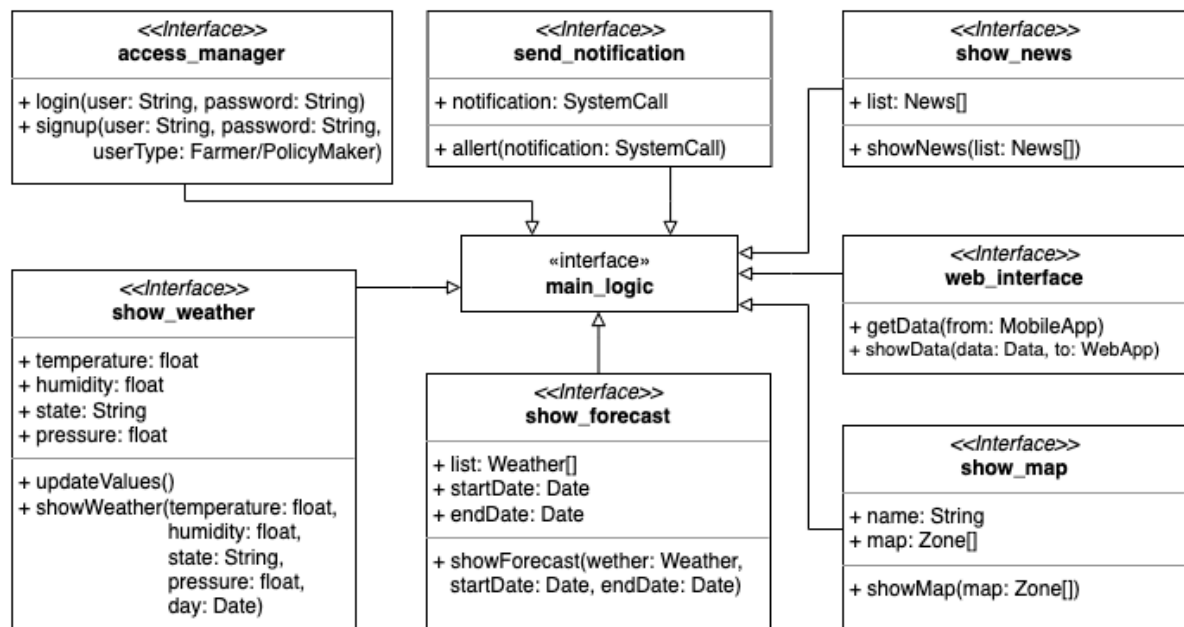 <<Interface>>
access_manager
+ login(user: String, password: String)
+ signup(user: String, password: String,
userType: Farmer/PolicyMaker)
<<Interface>>
send_notification
+ notification: SystemCall
+ allert(notification: SystemCall)
<<Interface>>
show_news
+ list: News[]
+ showNews(list: News[])
«interface»
main_logic
<<Interface>>
web_interface
+ getData(from: MobileApp)
+ showData(data: Data, to: WebApp)
<<Interface>>
show_weather
+ temperature: float
+ humidity: float
+ state: String
+ pressure: float
+ updateValues()
+ showWeather(temperature: float,
humidity: float,
state: String,
pressure: float,
day: Date)
<<Interface>>
show_forecast
+ list: Weather[]
+ startDate: Date
+ endDate: Date
+ showForecast(wether: Weather,
startDate: Date, endDate: Date)
<<Interface>>
show_map
+ name: String
+ map: Zone[]
+ showMap(map: Zone[])